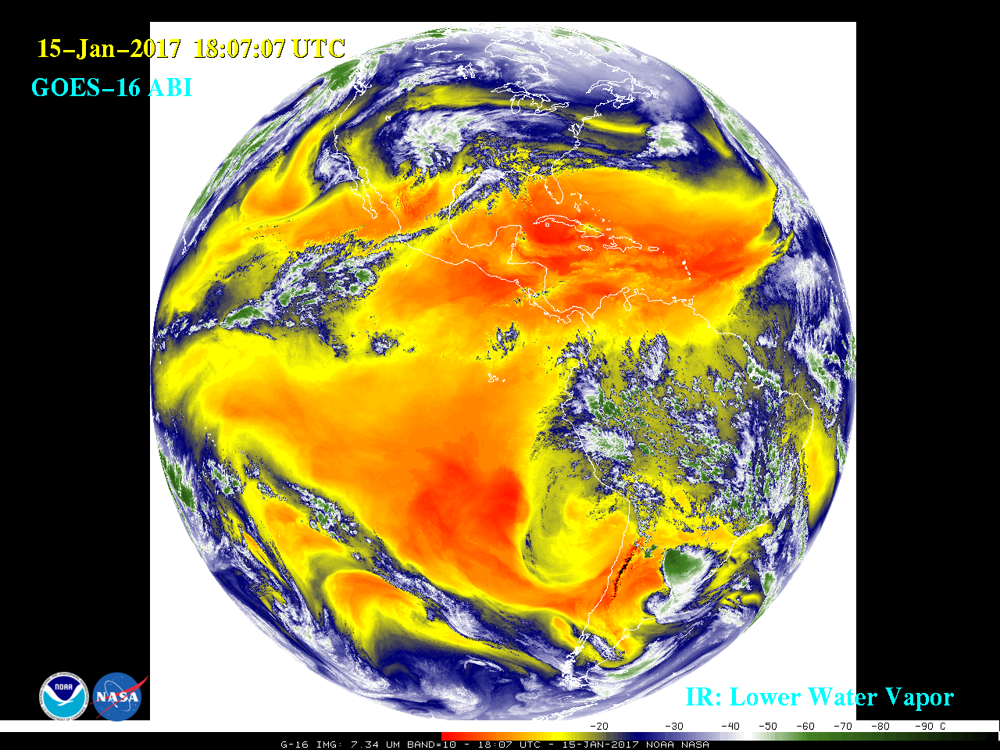 15-Jan-2017 18:07:07 UTC
GOES-16 ABI
NOAA
NASA
IR: Lower Water Vapor
-20 -30 -40 -50 -60 -70 -80 -90 C
G-16 IMG: 7.34 UM BAND=10 - 18:07 UTC - 15-JAN-2017 NOAA NASA